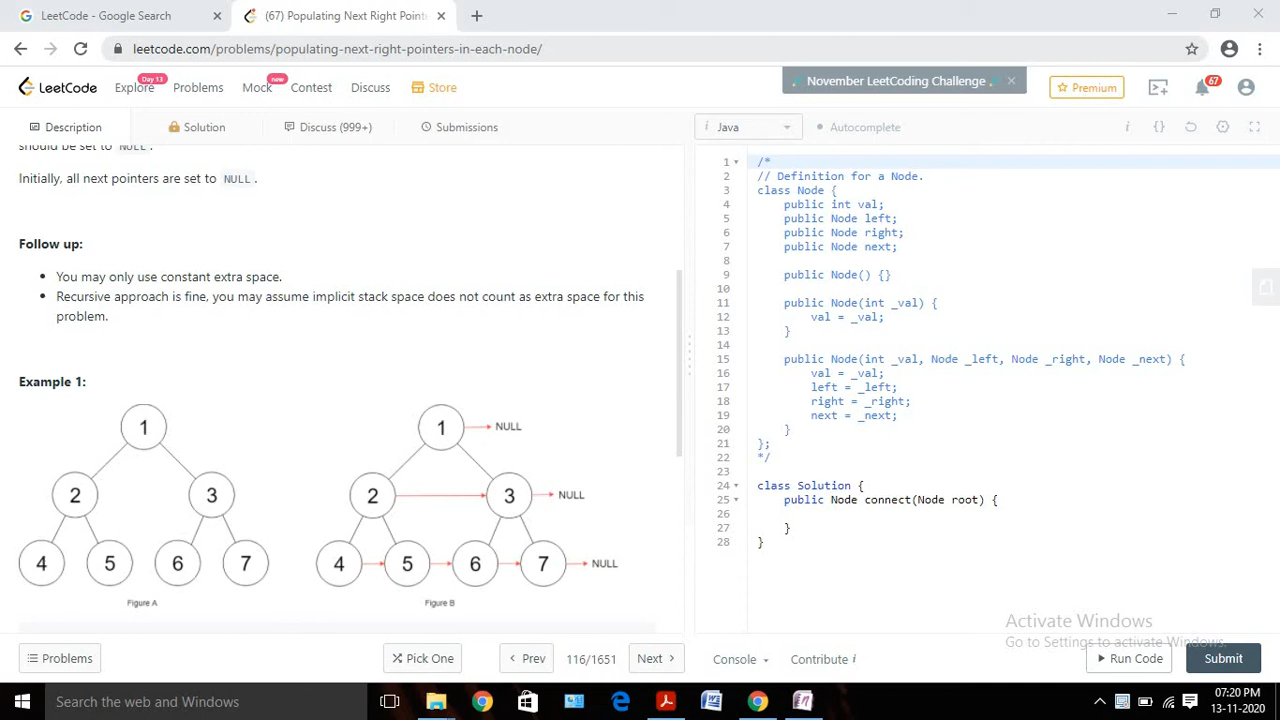 LeetCode - Google Search
(67) Populating Next Right Point
leetcode.com/problems/populating-next-right-pointers-in-each-node/
LeetCode
Explore
Day 13
Problems
Mock
new
Contest
Discuss
Store
November LeetCoding Challenge
Premium
67
Description
Solution
Discuss (999+)
Submissions
i Java
Autocomplete
should be set to NULL.
Initially, all next pointers are set to NULL.
Follow up:
You may only use constant extra space.
Recursive approach is fine, you may assume implicit stack space does not count as extra space for this
problem.
Example 1:
1
2 3
4 5 6 7
Figure A
1 NULL
2 3 NULL
4 5 6 7 NULL
Figure B
1 /*
2 // Definition for a Node.
3 class Node {
4 public int val;
5 public Node left;
6 public Node right;
7 public Node next;
8
9 public Node() {}
10
11 public Node(int _val) {
12 val = _val;
13 }
14
15 public Node(int _val, Node _left, Node _right, Node _next) {
16 val = _val;
17 left = _left;
18 right = _right;
19 next = _next;
20 }
21 };
22 */
23
24 class Solution {
25 public Node connect(Node root) {
26
27 }
28 }
Activate Windows
Go to Settings to activate Windows.
Problems
Pick One
Prev
116/1651
Next
Console
Contribute i
Run Code
Submit
Search the web and Windows
07:20 PM
13-11-2020